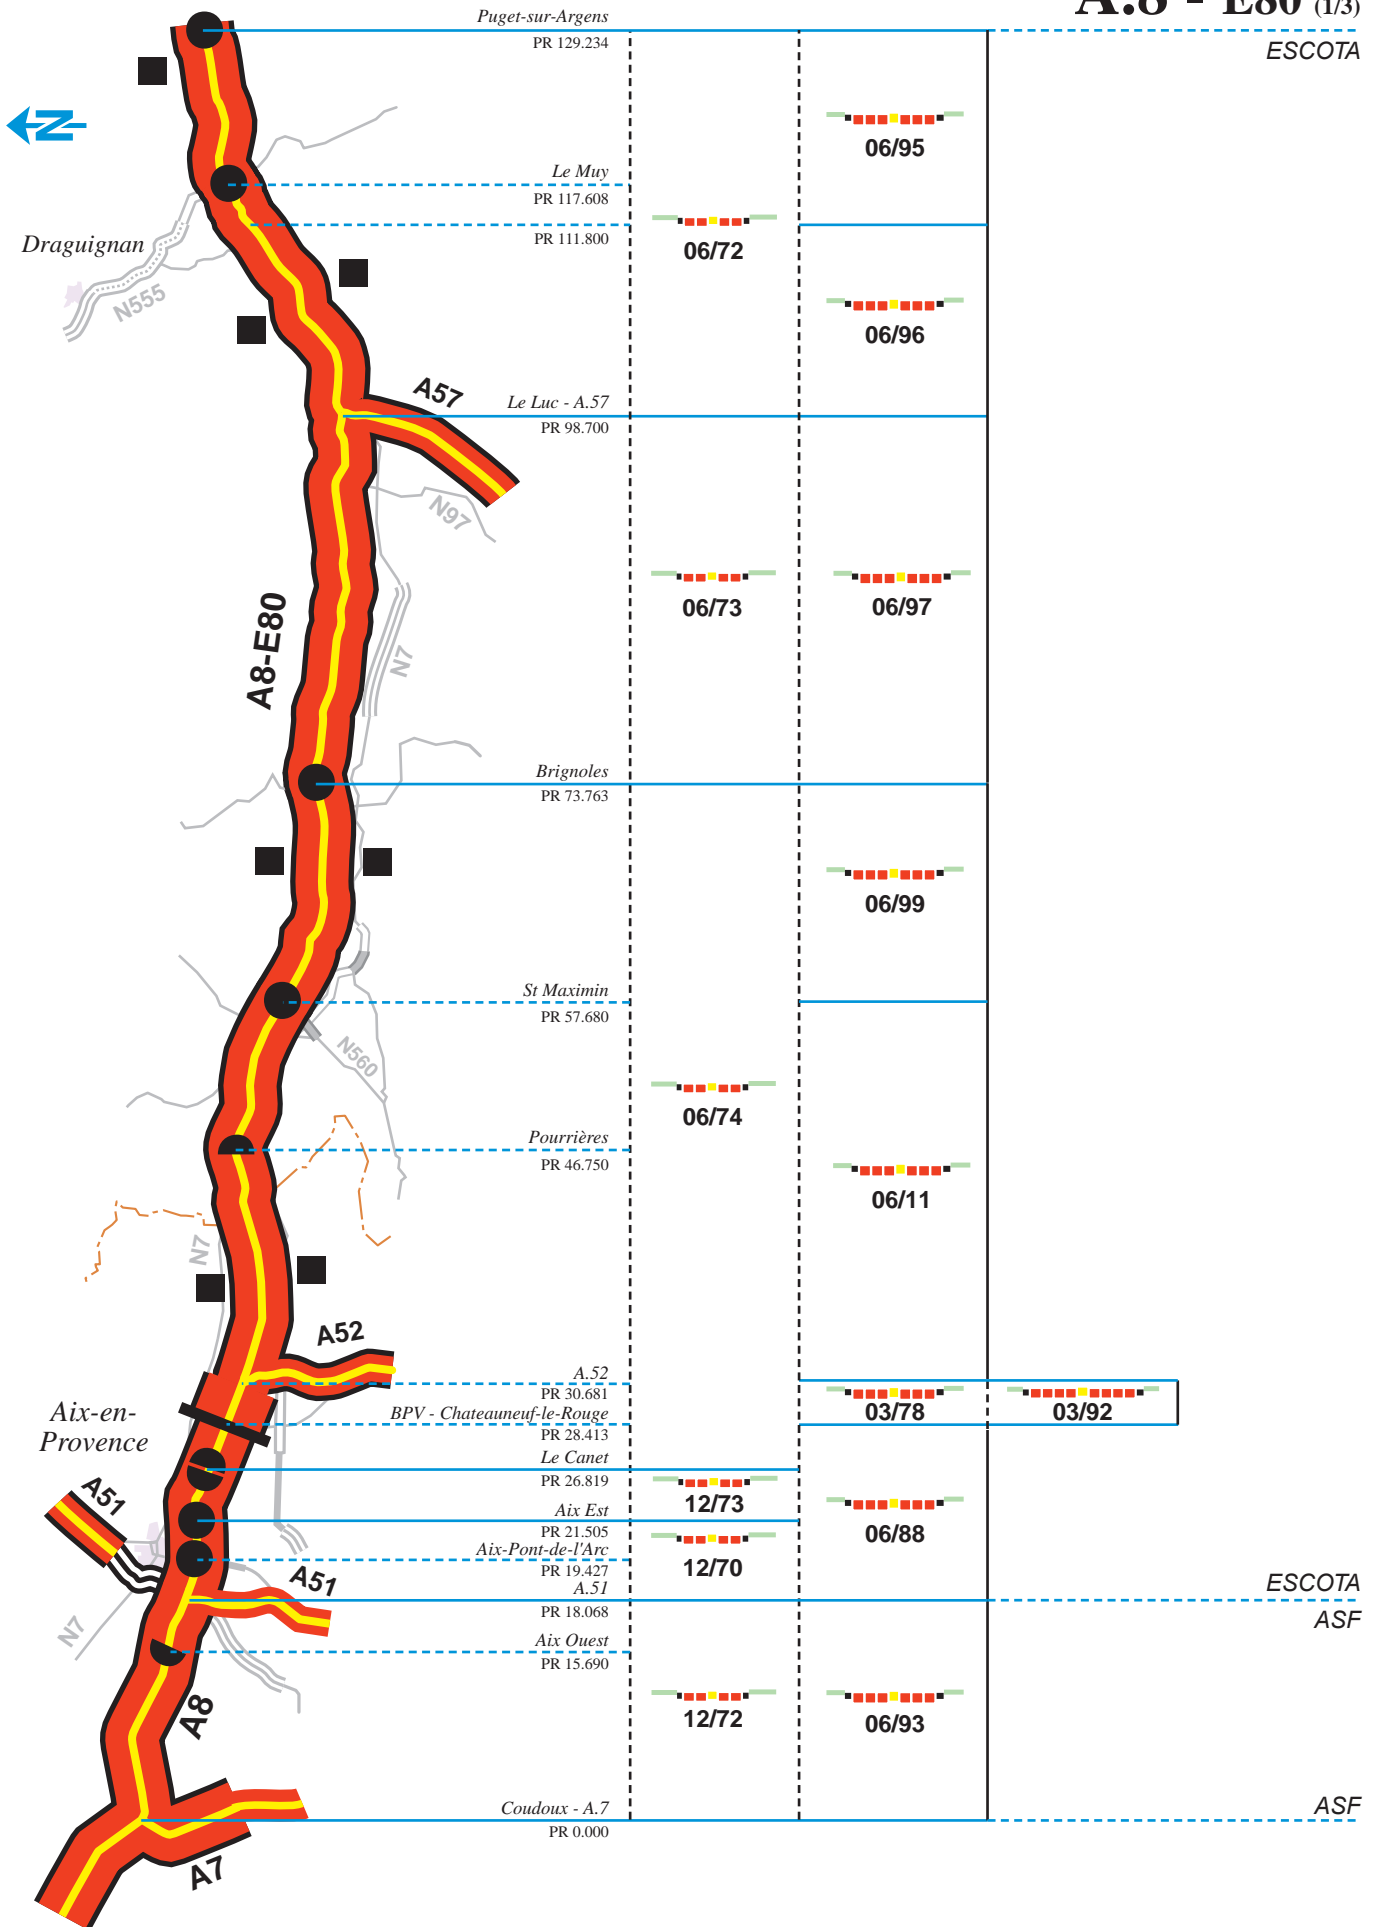 A.8 - E80 (1/3)
Puget-sur-Argens
PR 129.234
ESCOTA
N
06/95
Le Muy
PR 117.608
Draguignan
PR 111.800
06/72
N555
06/96
A57
Le Luc - A.57
PR 98.700
N97
06/73
06/97
A8-E80
N7
Brignoles
PR 73.763
06/99
St Maximin
PR 57.680
N560
06/74
Pourrières
PR 46.750
06/11
N7
A52
A.52
PR 30.681
Aix-en-
Provence
BPV - Chateauneuf-le-Rouge
PR 28.413
03/78
03/92
Le Canet
PR 26.819
A51
12/73
Aix Est
PR 21.505
06/88
Aix-Pont-de-l'Arc
PR 19.427
12/70
A51
A.51
PR 18.068
ESCOTA
ASF
N7
Aix Ouest
PR 15.690
A8
12/72
06/93
Coudoux - A.7
PR 0.000
ASF
A7